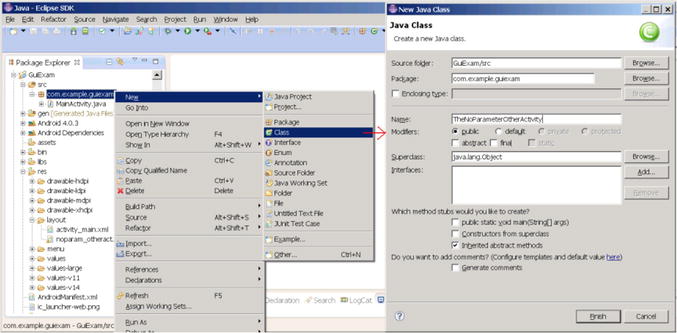 Java - Eclipse SDK
File Edit Refactor Source Navigate Search Project Run Window Help
Package Explorer
GuiExam
src
com.example.guiexam
MainActivity.java
gen [Generated Java Files]
Android 4.0.3
Android Dependencies
assets
bin
libs
res
drawable-hdpi
drawable-ldpi
drawable-mdpi
drawable-xhdpi
layout
activity_main.xml
noparam_otheract.
menu
values
values-large
values-v11
values-v14
AndroidManifest.xml
ic_launcher-web.png
com.example.guiexam - GuiExam/src
New
Go Into
Open in New Window
Open Type Hierarchy F4
Show In Alt+Shift+W
Copy Ctrl+C
Copy Qualified Name
Paste Ctrl+V
Delete Delete
Build Path
Source Alt+Shift+S
Refactor Alt+Shift+T
Import...
Export...
References
Declarations
Refresh F5
Assign Working Sets...
Run As
Java Project
Project...
Package
Class
Interface
Enum
Annotation
Source Folder
Java Working Set
Folder
File
Untitled Text File
JUnit Test Case
Example...
Other... Ctrl+N
Declaration Search Console LogCat
New Java Class
Java Class
Create a new Java class.
Source folder: GuiExam/src Browse...
Package: com.example.guiexam Browse...
Enclosing type: Browse...
Name: TheNoParameterOtherActivity
Modifiers: public default private protected
abstract final static
Superclass: java.lang.Object Browse...
Interfaces: Add...
Remove
Which method stubs would you like to create?
public static void main(String[] args)
Constructors from superclass
Inherited abstract methods
Do you want to add comments? (Configure templates and default value here)
Generate comments
Finish Cancel